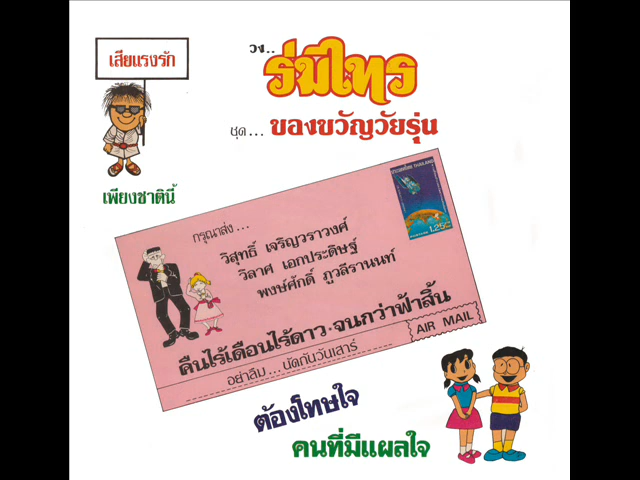 เสียแรงรัก
วง..
ร่มไทร
ชุด... ของขวัญวัยรุ่น
เพียงชาตินี้
กรุณาส่ง...
วิสุทธิ์ เจริญวราวงศ์
วิลาศ เอกประดิษฐ์
พงษ์ศักดิ์ ภูวลีรานนท์
THAILAND
1.25
คืนไร้เดือนไร้ดาว·จนกว่าฟ้าสิ้น
AIR MAIL
อย่าลืม...นัดกันวันเสาร์
ต้องโทษใจ
คนที่มีแผลใจ